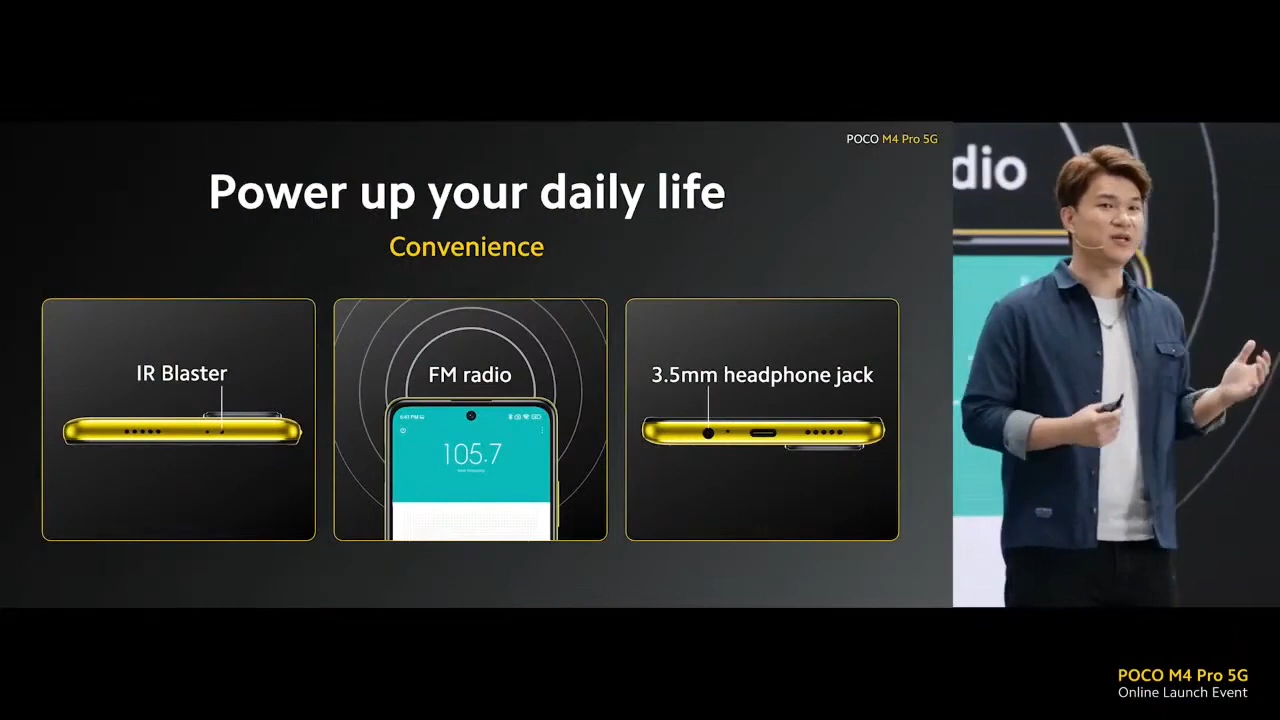 POCO M4 Pro 5G
Power up your daily life
Convenience
IR Blaster
FM radio
3.5mm headphone jack
105.7
dio
POCO M4 Pro 5G
Online Launch Event